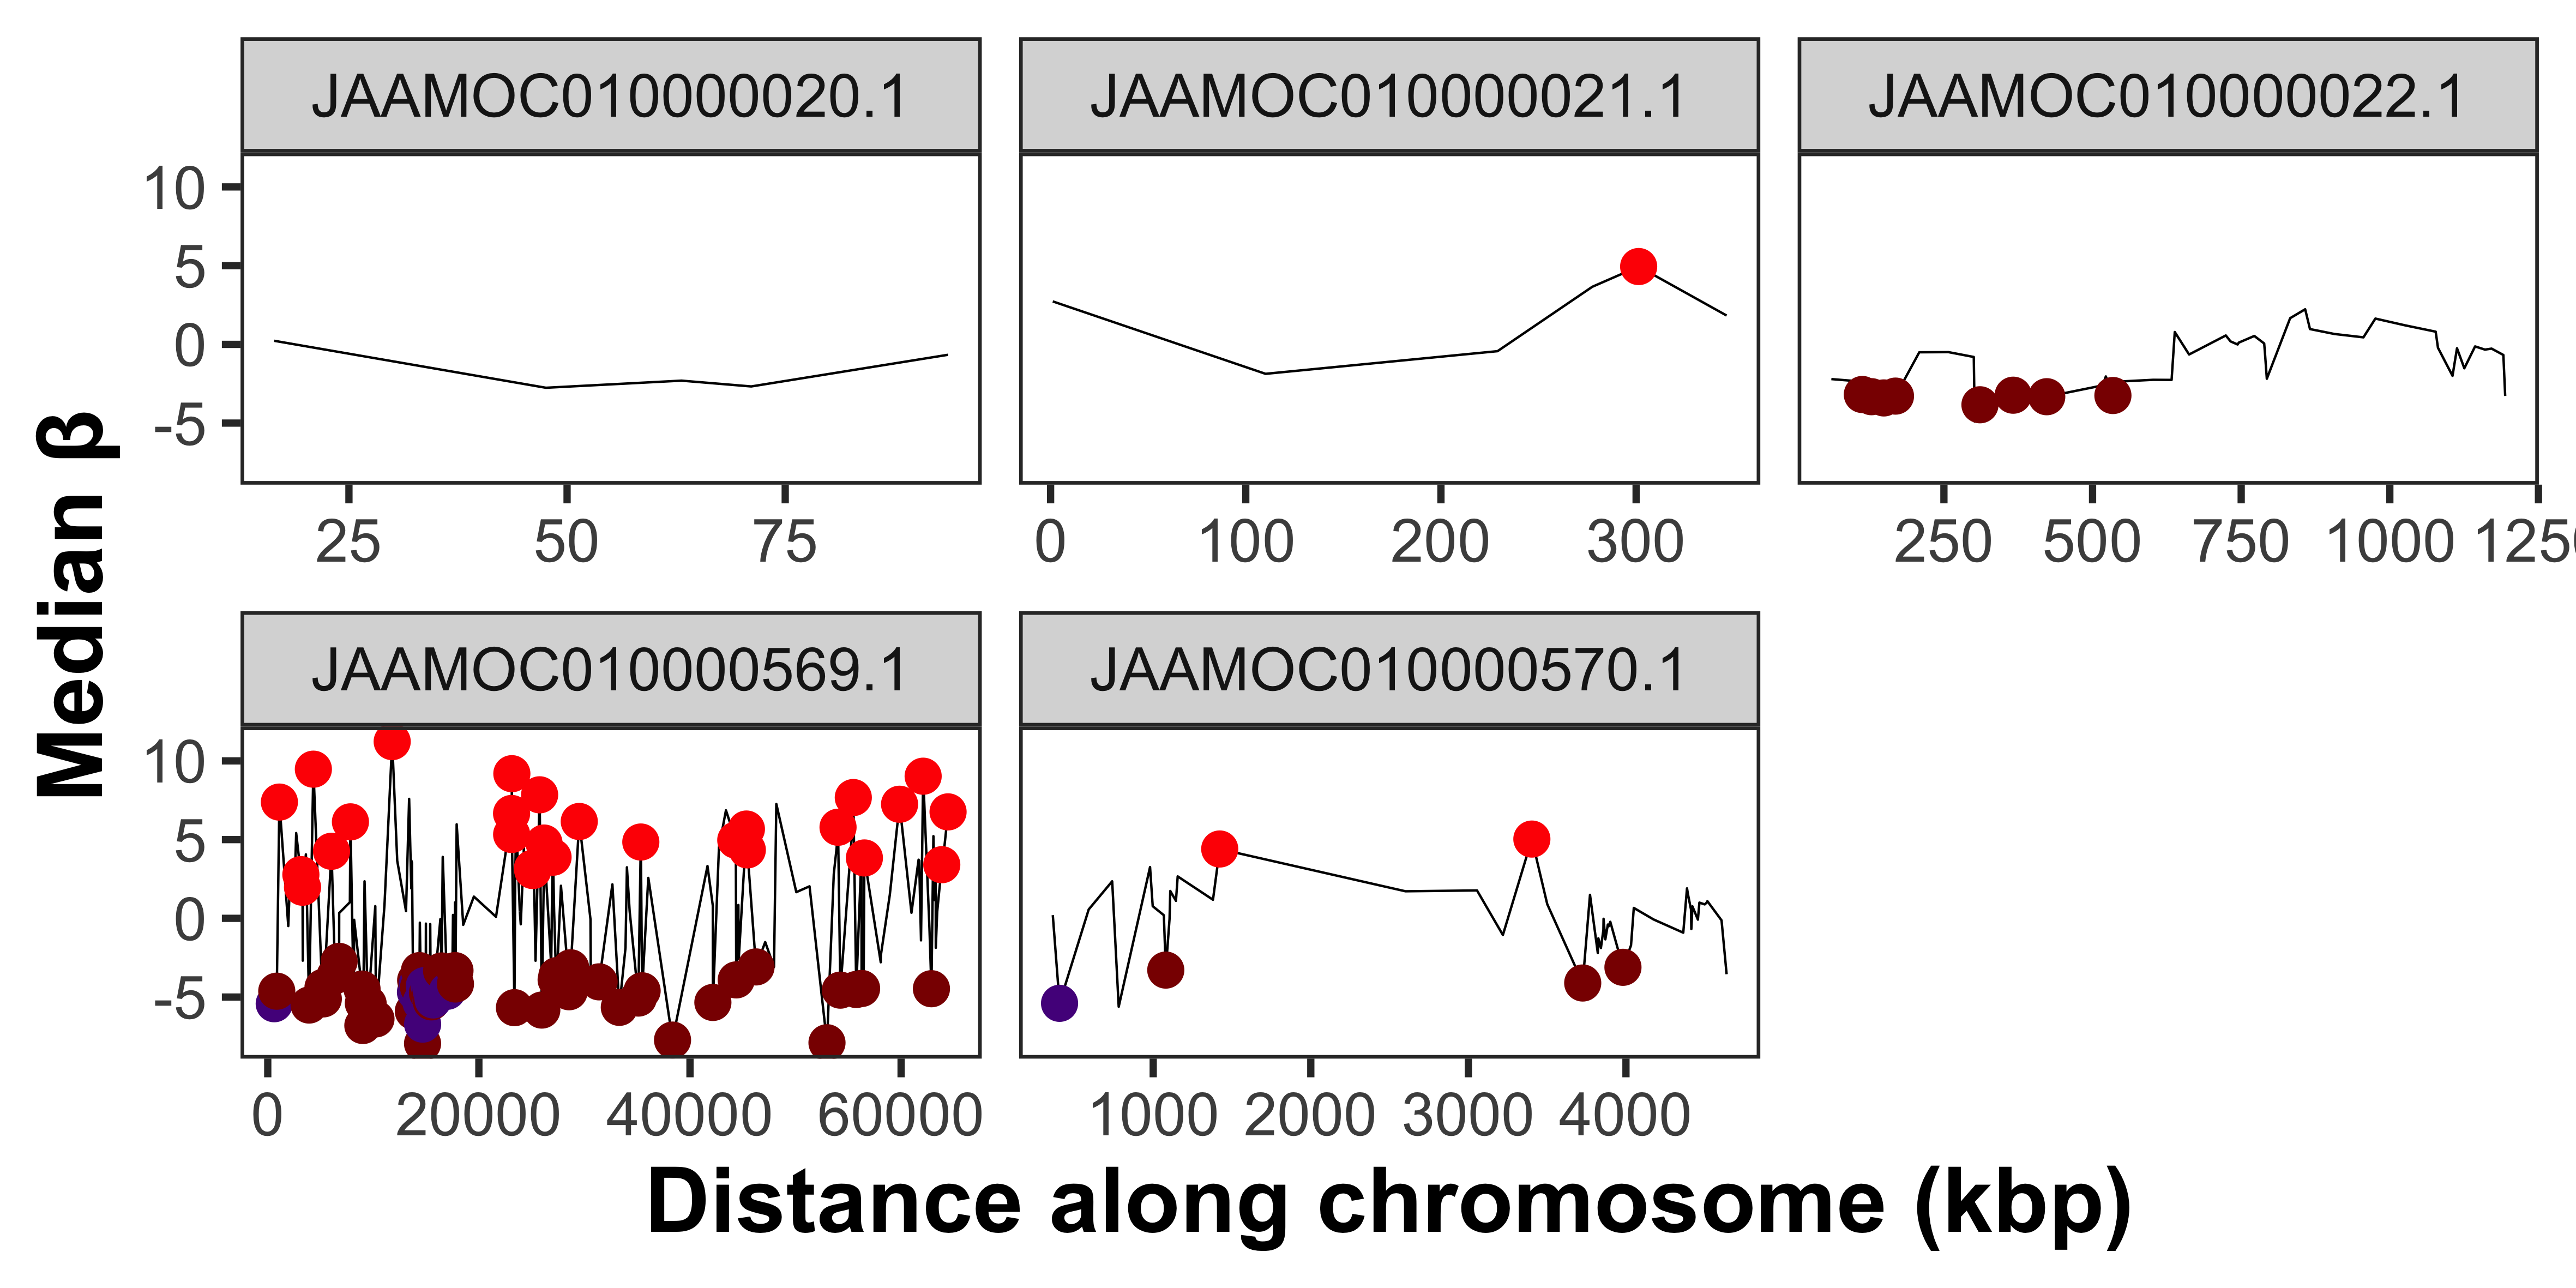 JAAMOC010000020.1 JAAMOC010000021.1 JAAMOC010000022.1
10
5
0
-5
25 50 75 0 100 200 300 250 500 750 1000 125
Median β
JAAMOC010000569.1 JAAMOC010000570.1
10
5
0
-5
0 20000 40000 60000 1000 2000 3000 4000
Distance along chromosome (kbp)